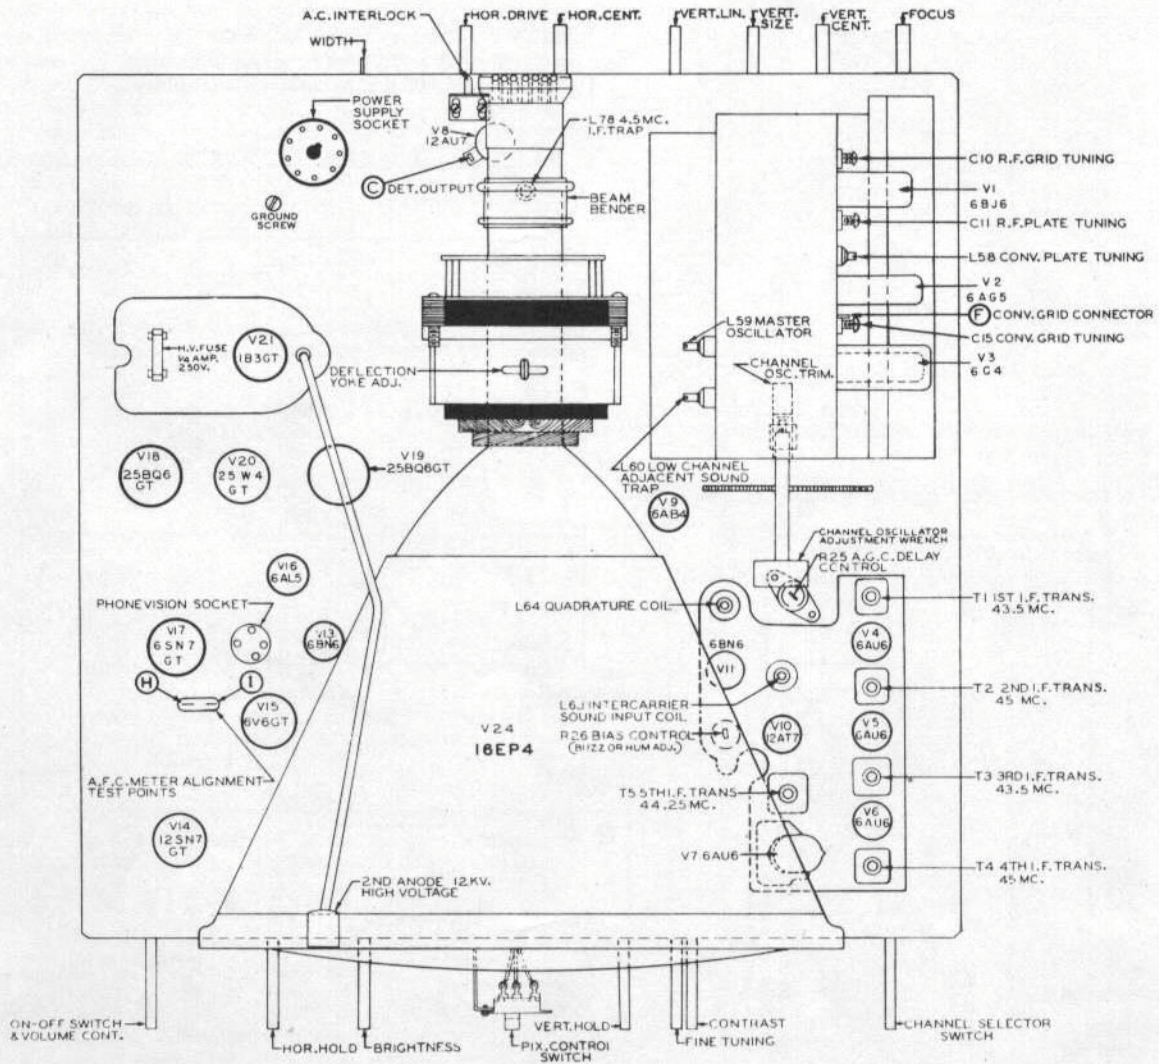 A.C. INTERLOCK
HOR. DRIVE
HOR. CENT.
VERT. LIN.
VERT. SIZE
VERT. CENT.
FOCUS
WIDTH
POWER
SUPPLY
SOCKET
V8
12AU7
L78 4.5MC.
I.F. TRAP
C DET. OUTPUT
GROUND
SCREW
BEAM
BENDER
C10 R.F. GRID TUNING
V1
6BJ6
C11 R.F. PLATE TUNING
L58 CONV. PLATE TUNING
V2
6AG5
F CONV. GRID CONNECTOR
C15 CONV. GRID TUNING
V3
6C4
L59 MASTER
OSCILLATOR
CHANNEL
OSC. TRIM.
H.V. FUSE
1/4 AMP.
250V.
V21
1B3GT
DEFLECTION
YOKE ADJ.
V18
25BQ6
GT
V20
25W4
GT
V19
25BQ6GT
L60 LOW CHANNEL
ADJACENT SOUND
TRAP
V9
6AB4
CHANNEL OSCILLATOR
ADJUSTMENT WRENCH
R25 A.G.C. DELAY
CONTROL
V16
6AL5
PHONEVISION SOCKET
V17
6SN7
GT
V13
6BN6
H
I
V15
6V6GT
A.F.C. METER ALIGNMENT
TEST POINTS
V14
12SN7
GT
L64 QUADRATURE COIL
6BN6
V11
T1 1ST I.F. TRANS.
43.5 MC.
V4
6AU6
T2 2ND I.F. TRANS.
45 MC.
L61 INTERCARRIER
SOUND INPUT COIL
V24
16EP4
R26 BIAS CONTROL
(BUZZ OR HUM ADJ.)
V10
12AT7
V5
6AU6
T3 3RD I.F. TRANS.
43.5 MC.
T5 5TH I.F. TRANS
44.25 MC.
V6
6AU6
V7 6AU6
T4 4TH I.F. TRANS.
45 MC.
2ND ANODE 12KV.
HIGH VOLTAGE
ON-OFF SWITCH
& VOLUME CONT.
HOR. HOLD
BRIGHTNESS
PIX. CONTROL
SWITCH
VERT. HOLD
FINE TUNING
CONTRAST
CHANNEL SELECTOR
SWITCH